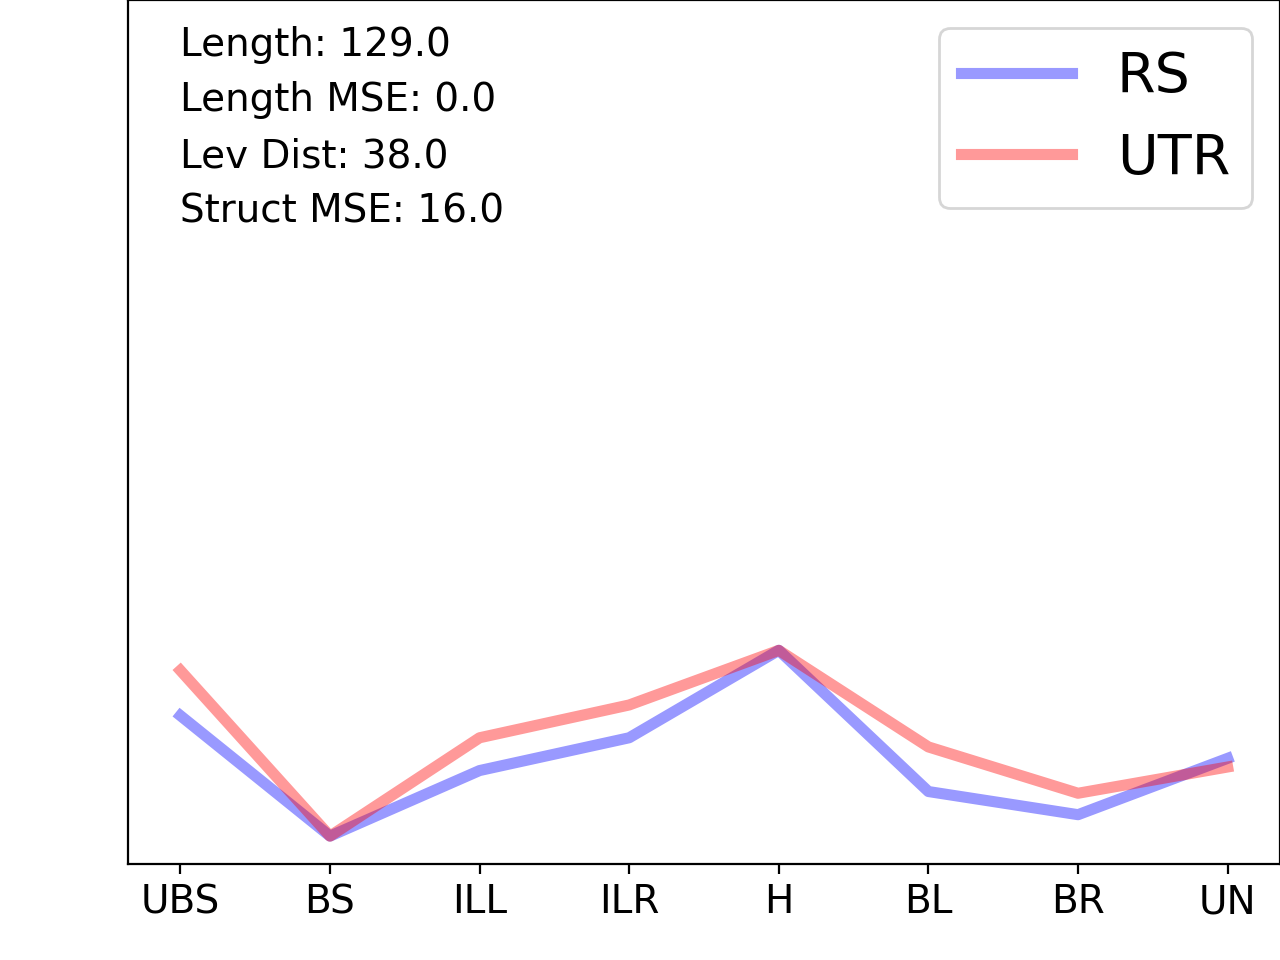 Length: 129.0
Length MSE: 0.0
Lev Dist: 38.0
Struct MSE: 16.0
RS
UTR
UBS BS ILL ILR H BL BR UN